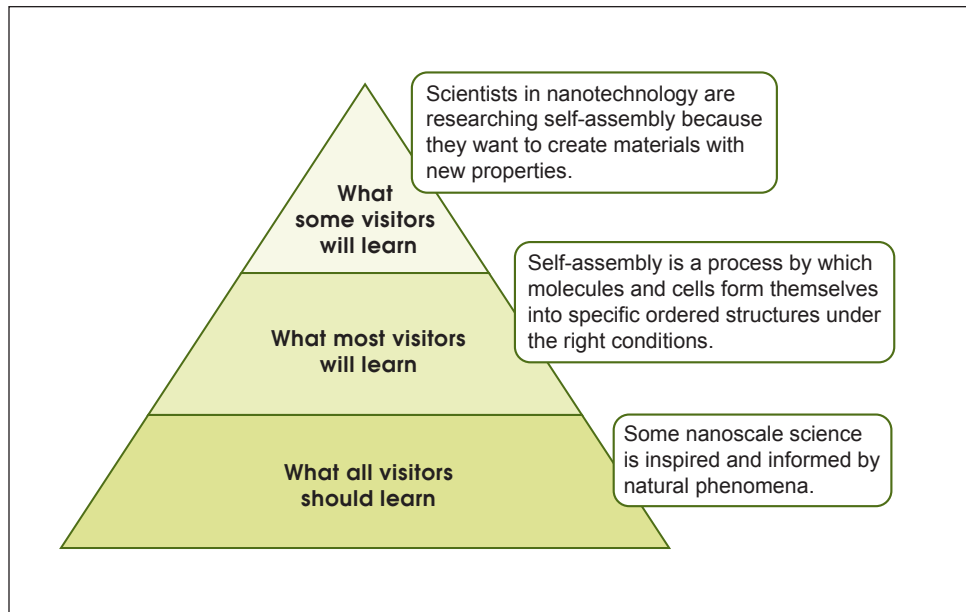 Scientists in nanotechnology are
researching self-assembly because
they want to create materials with
new properties.
What
some visitors
will learn
Self-assembly is a process by which
molecules and cells form themselves
into specific ordered structures under
the right conditions.
What most visitors
will learn
Some nanoscale science
is inspired and informed by
natural phenomena.
What all visitors
should learn